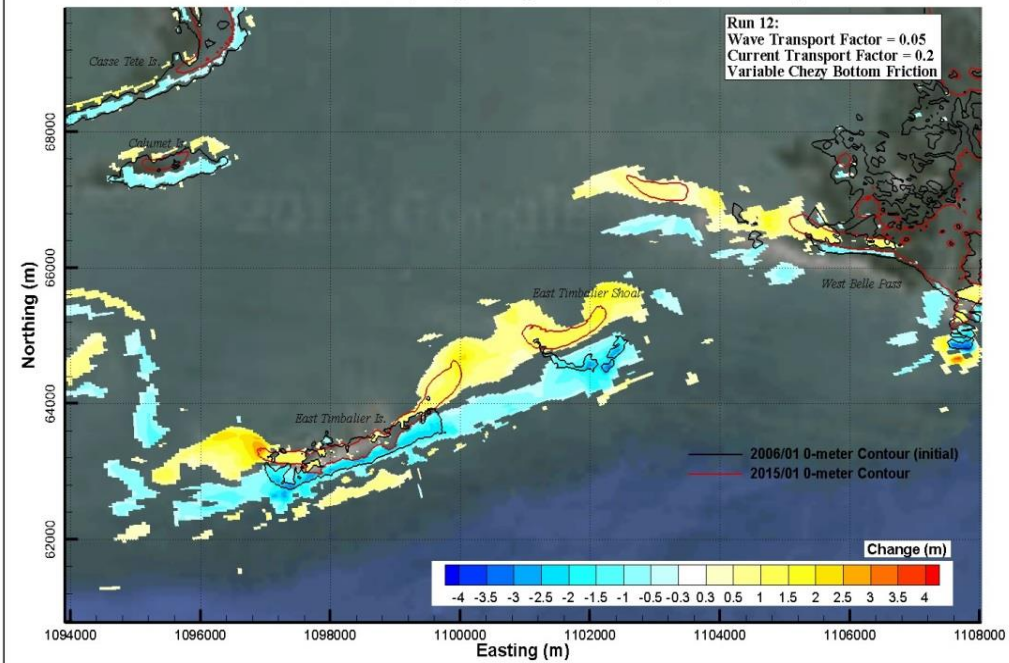 Run 12:
Wave Transport Factor = 0.05
Current Transport Factor = 0.2
Variable Chezy Bottom Friction
Casse Tete Is.
Calumet Is.
West Belle Pass
East Timbalier Shoal
East Timbalier Is.
2006/01 0-meter Contour (initial)
2015/01 0-meter Contour
Change (m)
-4 -3.5 -3 -2.5 -2 -1.5 -1 -0.5 -0.3 0.3 0.5 1 1.5 2 2.5 3 3.5 4
Northing (m)
68000
66000
64000
62000
1094000 1096000 1098000 1100000 1102000 1104000 1106000 1108000
Easting (m)